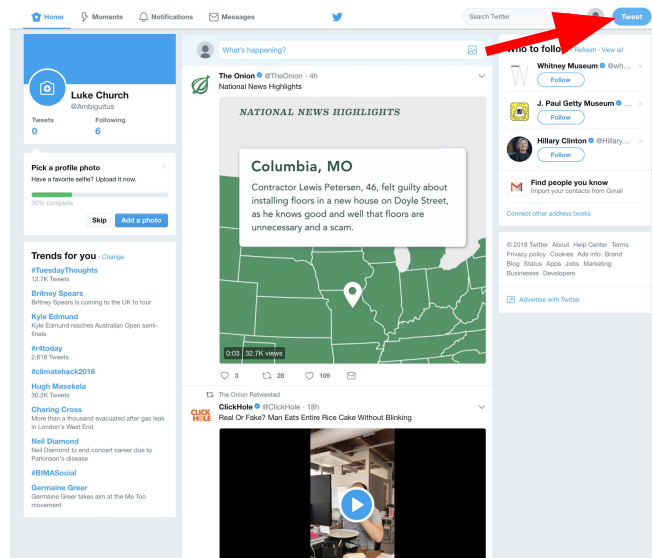 Home Moments Notifications Messages Search Twitter Tweet
Luke Church
@Ambiguitus
Tweets Following
0 6
Pick a profile photo
Have a favorite selfie? Upload it now.
30% complete
Skip Add a photo
Trends for you · Change
#TuesdayThoughts
12.7K Tweets
Britney Spears
Britney Spears is coming to the UK to tour
Kyle Edmund
Kyle Edmund reaches Australian Open semi-
finals
#r4today
2,618 Tweets
#climatehack2018
Hugh Masekela
30.2K Tweets
Charing Cross
More than a thousand evacuated after gas leak
in London's West End
Neil Diamond
Neil Diamond to end concert career due to
Parkinson's disease
#BIMASocial
Germaine Greer
Germaine Greer takes aim at the Me Too
movement
What's happening?
The Onion @TheOnion · 4h
National News Highlights
NATIONAL NEWS HIGHLIGHTS
Columbia, MO
Contractor Lewis Petersen, 46, felt guilty about
installing floors in a new house on Doyle Street,
as he knows good and well that floors are
unnecessary and a scam.
0:03 32.7K views
3 28 109
The Onion Retweeted
CLICK
HOLE
ClickHole @ClickHole · 18h
Real Or Fake? Man Eats Entire Rice Cake Without Blinking
Who to follow · Refresh · View all
Whitney Museum @wh...
Follow
J. Paul Getty Museum ...
Follow
Hillary Clinton @Hillary...
Follow
Find people you know
Import your contacts from Gmail
Connect other address books
© 2018 Twitter About Help Center Terms
Privacy policy Cookies Ads info Brand
Blog Status Apps Jobs Marketing
Businesses Developers
Advertise with Twitter